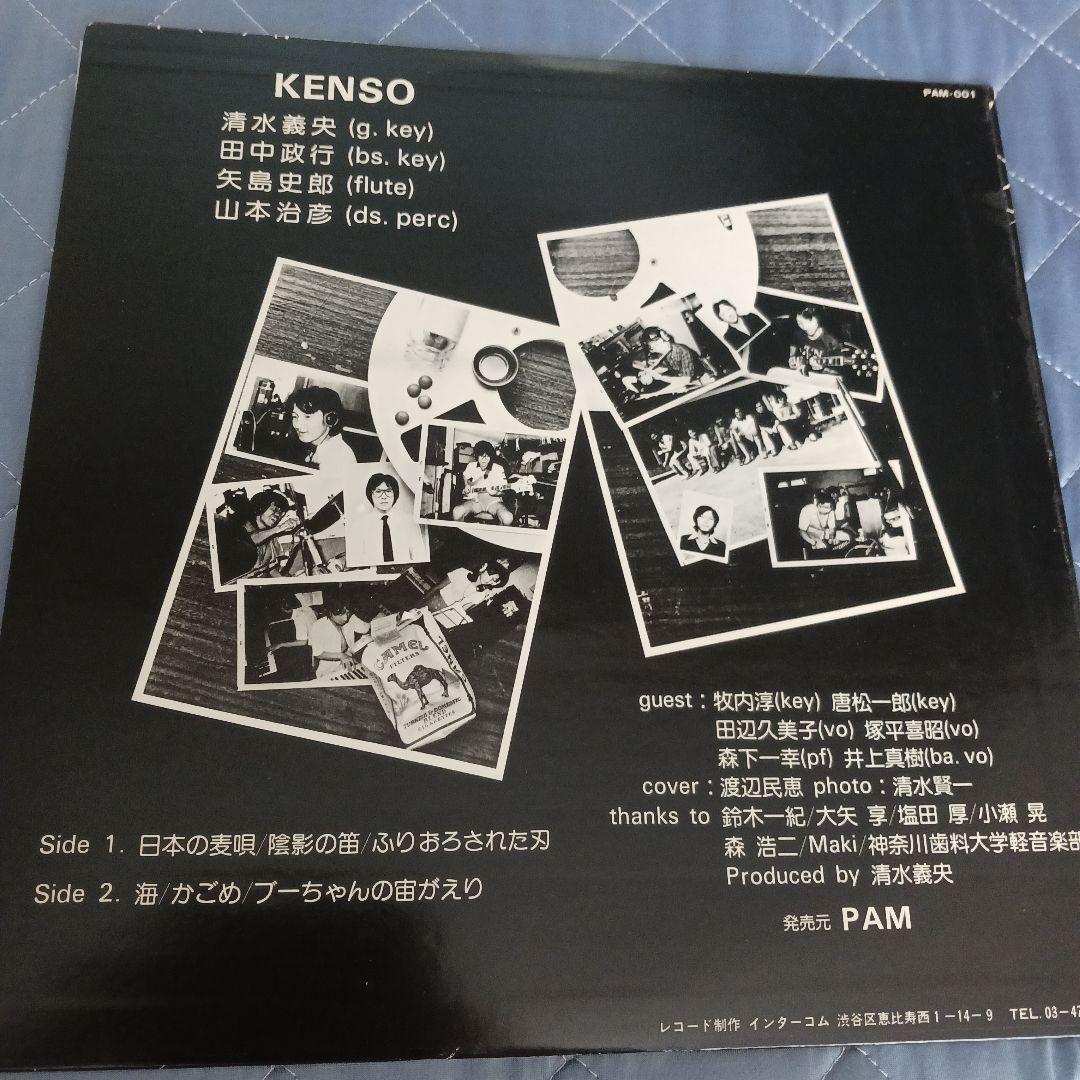 KENSO
PAM-001
清水義央 (g. key)
田中政行 (bs. key)
矢島史郎 (flute)
山本治彦 (ds. perc)
CAMEL
FILTERS
TURKISH & DOMESTIC
BLEND
CIGARETTES
guest : 牧内淳(key) 唐松一郎(key)
田辺久美子(vo) 塚平喜昭(vo)
森下一幸(pf) 井上真樹(ba. vo)
cover : 渡辺民恵 photo : 清水賢一
thanks to 鈴木一紀/大矢 享/塩田 厚/小瀬 晃
森 浩二/Maki/神奈川歯科大学軽音楽部
Produced by 清水義央
Side 1. 日本の麦唄/陰影の笛/ふりおろされた刃
Side 2. 海/かごめ/ブーちゃんの宙がえり
発売元 PAM
レコード制作 インターコム 渋谷区恵比寿西1-14-9 TEL.03-47